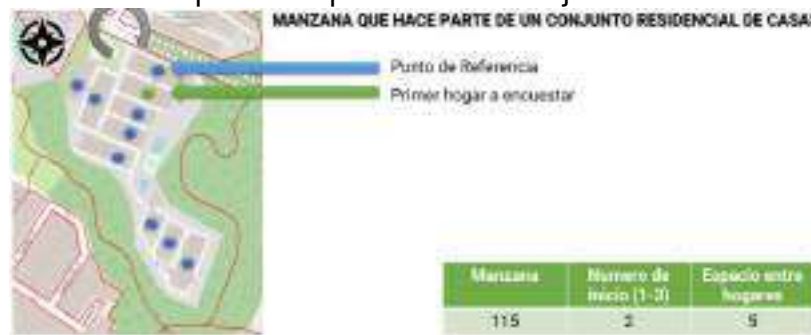 MANZANA QUE HACE PARTE DE UN CONJUNTO RESIDENCIAL DE CASAS
Punto de Referencia
Primer hogar a encuestar
Manzana Numero de inicio (1-3) Espacio entre hogares
115 2 5